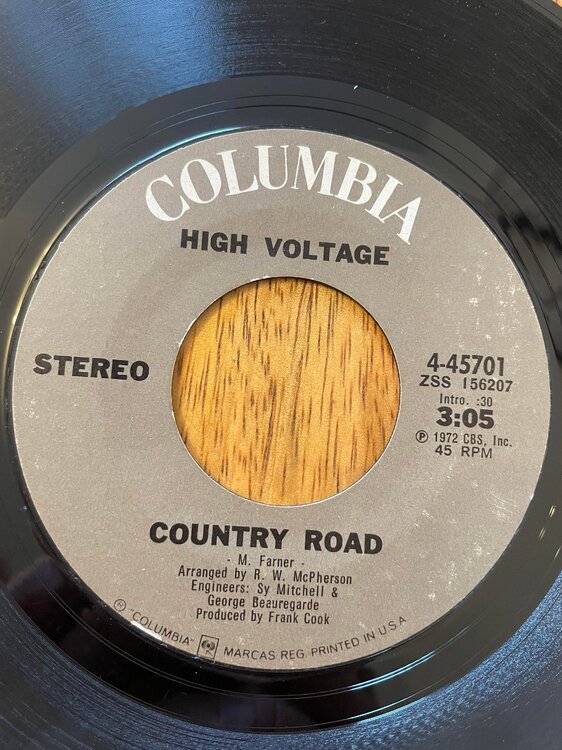 COLUMBIA
HIGH VOLTAGE
STEREO
4-45701
ZSS 156207
Intro. :30
3:05
Ⓟ 1972 CBS, Inc.
45 RPM
COUNTRY ROAD
- M. Farner -
Arranged by R. W. McPherson
Engineers: Sy Mitchell &
George Beauregarde
Produced by Frank Cook
Ⓡ "COLUMBIA" MARCAS REG. PRINTED IN U.S.A